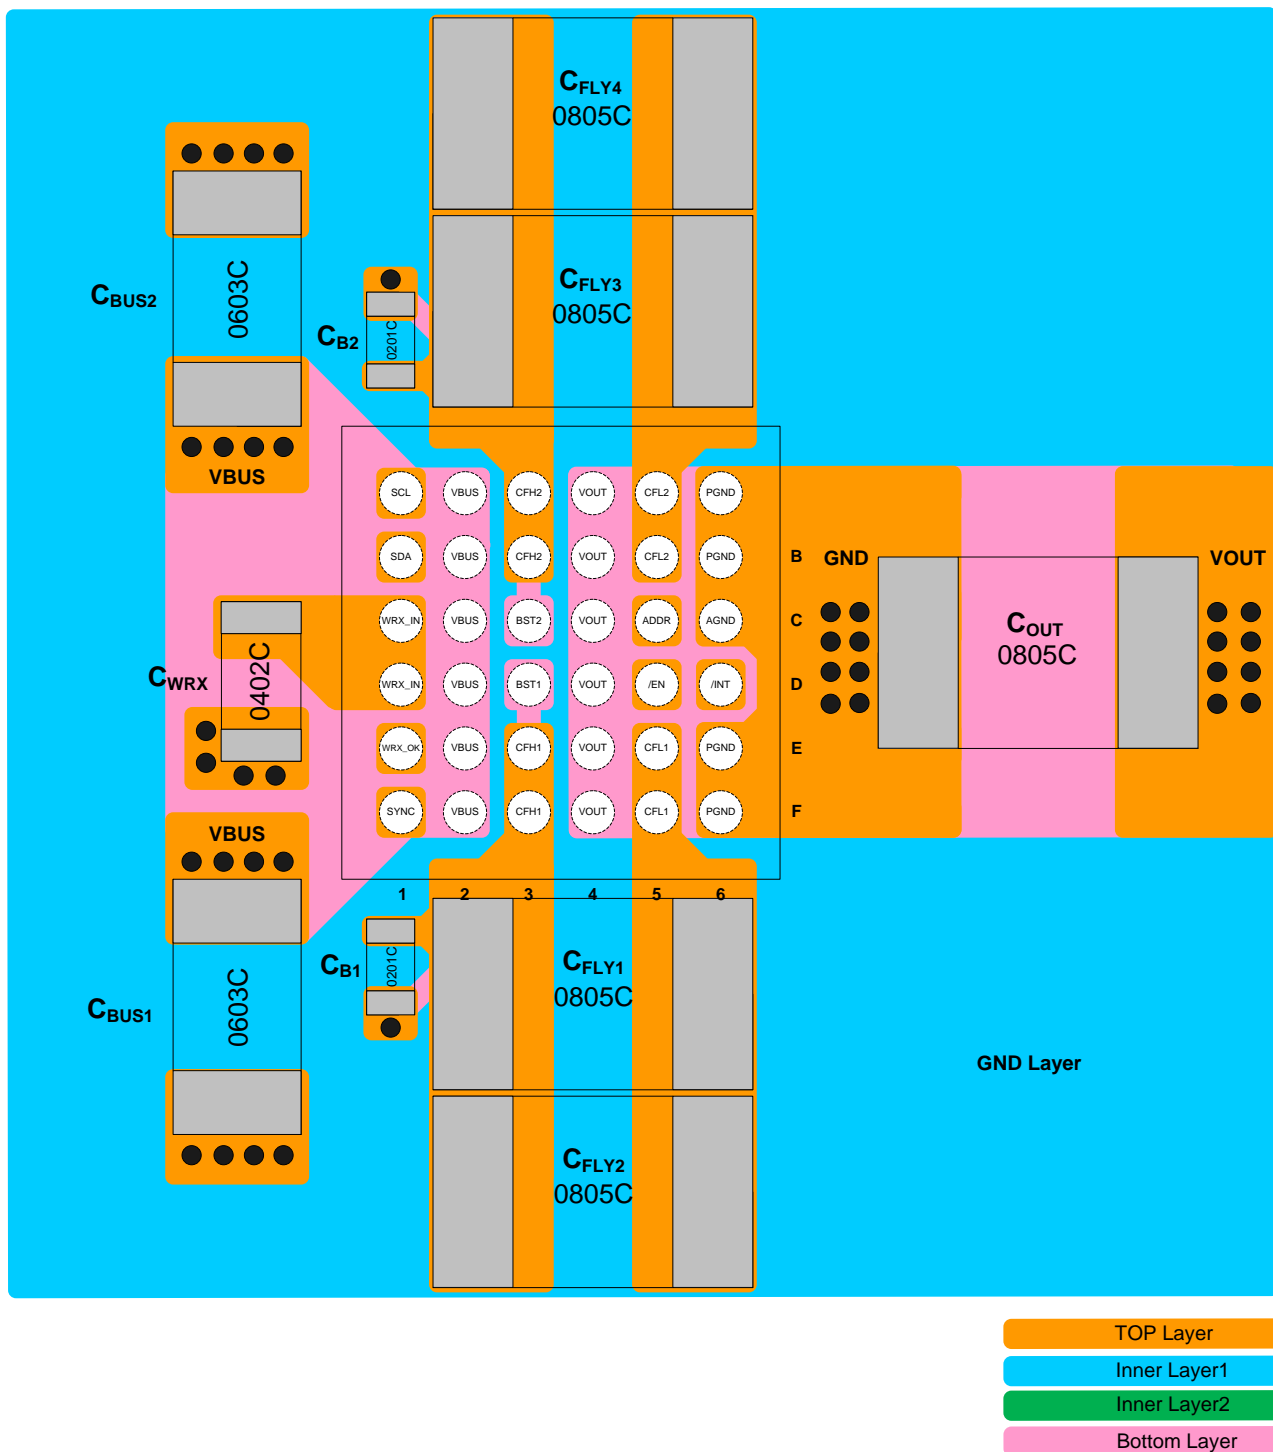 CFLY4
0805C
CFLY3
0805C
CBUS2
0603C
CB2
0201C
VBUS
SCL VBUS CFH2 VOUT CFL2 PGND
SDA VBUS CFH2 VOUT CFL2 PGND B GND VOUT
WRX_IN VBUS BST2 VOUT ADDR AGND C
COUT
0805C
CWRX
0402C
WRX_IN VBUS BST1 VOUT /EN /INT D
WRX_OK VBUS CFH1 VOUT CFL1 PGND E
SYNC VBUS CFH1 VOUT CFL1 PGND F
VBUS
1 2 3 4 5 6
CB1
0201C
CFLY1
0805C
CBUS1
0603C
GND Layer
CFLY2
0805C
TOP Layer
Inner Layer1
Inner Layer2
Bottom Layer